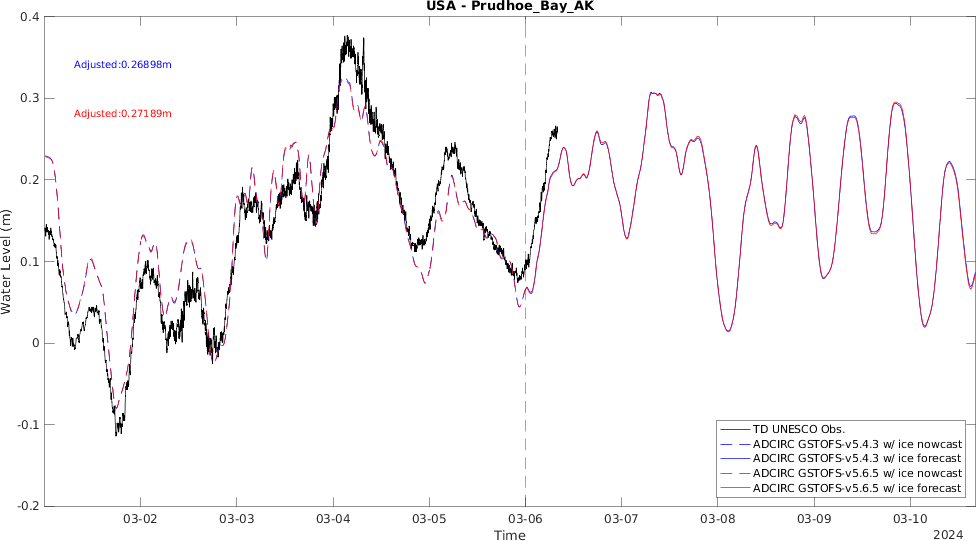 USA - Prudhoe_Bay_AK
0.4
Adjusted:0.26898m
0.3
Adjusted:0.27189m
0.2
0.1
0
-0.1
-0.2
Water Level (m)
TD UNESCO Obs.
ADCIRC GSTOFS-v5.4.3 w/ ice nowcast
ADCIRC GSTOFS-v5.4.3 w/ ice forecast
ADCIRC GSTOFS-v5.6.5 w/ ice nowcast
ADCIRC GSTOFS-v5.6.5 w/ ice forecast
03-02 03-03 03-04 03-05 03-06 03-07 03-08 03-09 03-10
Time
2024